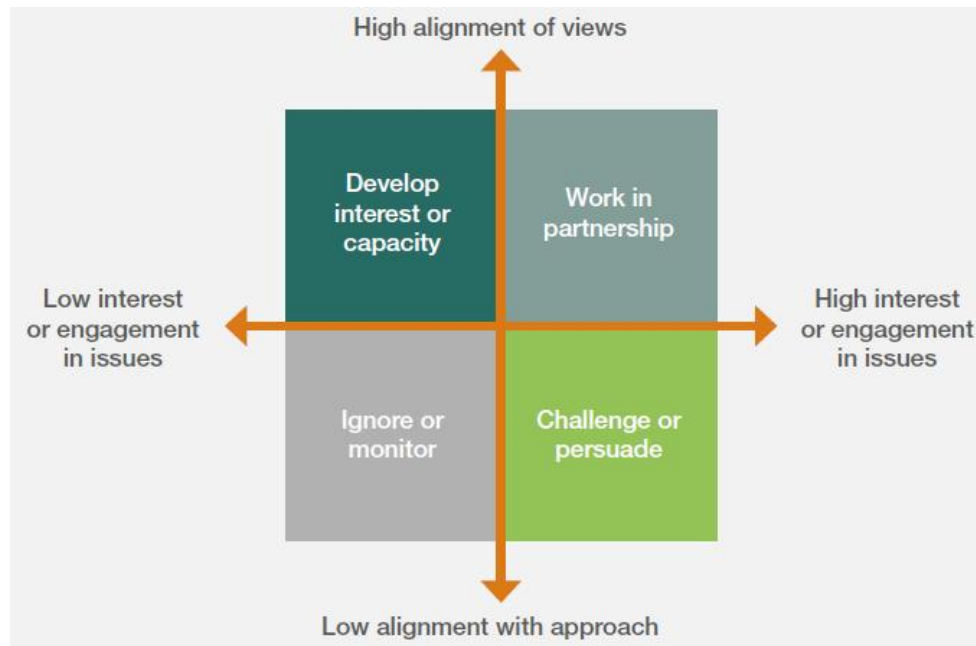 High alignment of views
Develop
interest or
capacity
Work in
partnership
Low interest
or engagement
in issues
High interest
or engagement
in issues
Ignore or
monitor
Challenge or
persuade
Low alignment with approach